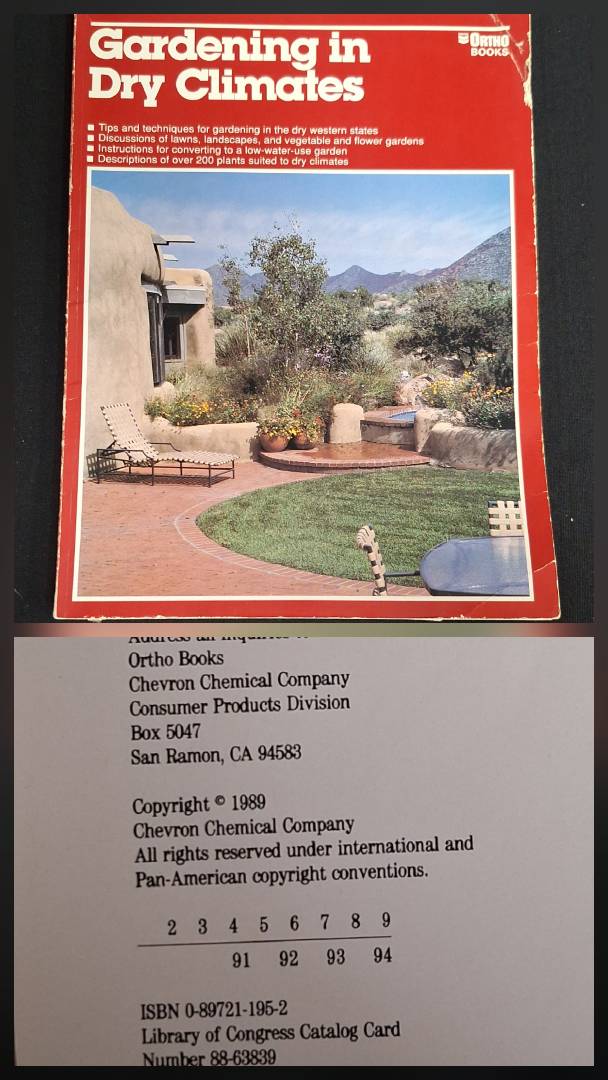 Gardening in
Dry Climates
ORTHO
BOOKS
Tips and techniques for gardening in the dry western states
Discussions of lawns, landscapes, and vegetable and flower gardens
Instructions for converting to a low-water-use garden
Descriptions of over 200 plants suited to dry climates
Address all inquiries
Ortho Books
Chevron Chemical Company
Consumer Products Division
Box 5047
San Ramon, CA 94583
Copyright © 1989
Chevron Chemical Company
All rights reserved under international and
Pan-American copyright conventions.
2 3 4 5 6 7 8 9
91 92 93 94
ISBN 0-89721-195-2
Library of Congress Catalog Card
Number 88-63839